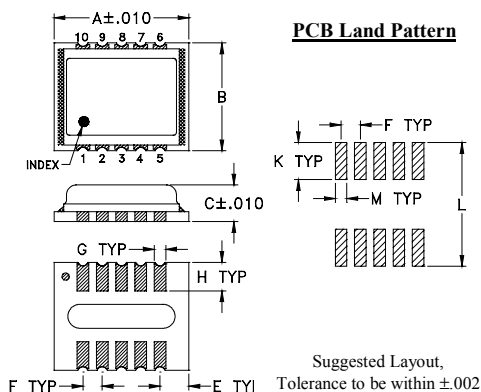 A±.010
10 9 8 7 6
B
INDEX
1 2 3 4 5
C±.010
G TYP
H TYP
F TYP
PCB Land Pattern
F TYP
K TYP
M TYP
L
Suggested Layout,
Tolerance to be within ±.002